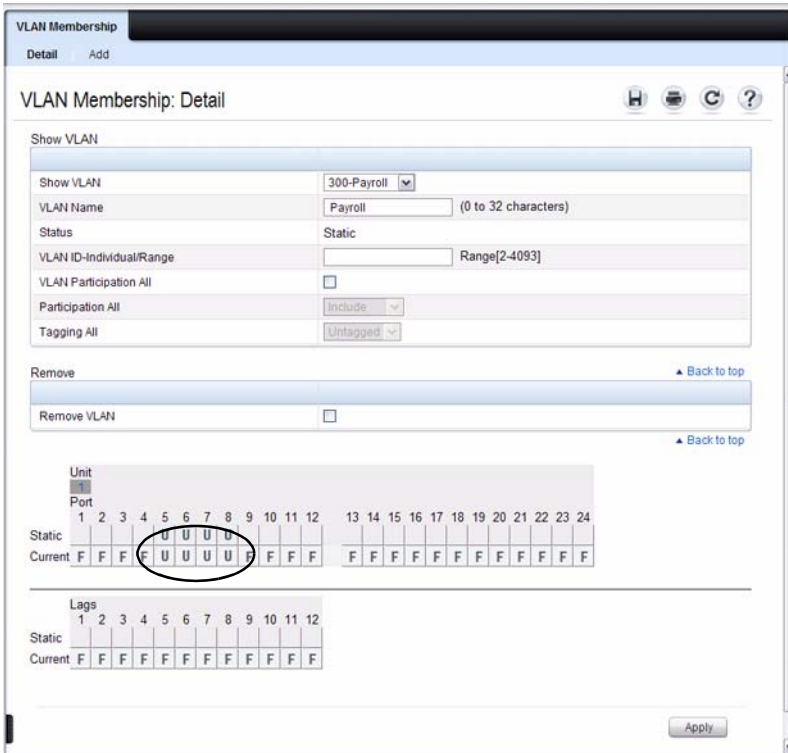 VLAN Membership
Detail Add
VLAN Membership: Detail
Show VLAN
Show VLAN 300-Payroll
VLAN Name Payroll (0 to 32 characters)
Status Static
VLAN ID-Individual/Range Range[2-4093]
VLAN Participation All
Participation All Include
Tagging All Untagged
Remove Back to top
Remove VLAN
Back to top
Unit
1
Port
1 2 3 4 5 6 7 8 9 10 11 12 13 14 15 16 17 18 19 20 21 22 23 24
Static U U U U
Current F F F F U U U U F F F F F F F F F F F F F F F F
Lags
1 2 3 4 5 6 7 8 9 10 11 12
Static
Current F F F F F F F F F F F F
Apply